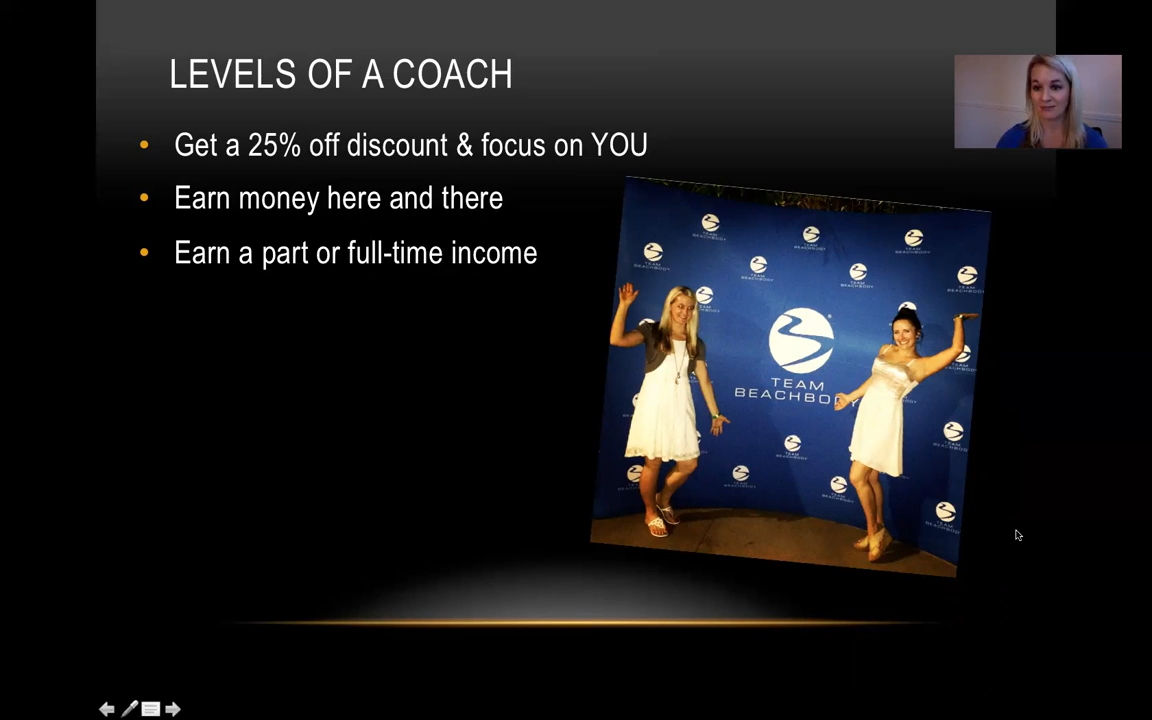 LEVELS OF A COACH
• Get a 25% off discount & focus on YOU
• Earn money here and there
• Earn a part or full-time income
TEAM
BEACHBODY